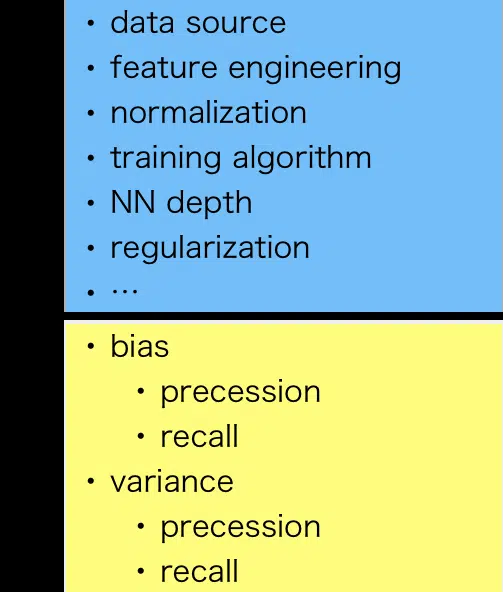 • data source
• feature engineering
• normalization
• training algorithm
• NN depth
• regularization
• …
• bias
• precession
• recall
• variance
• precession
• recall